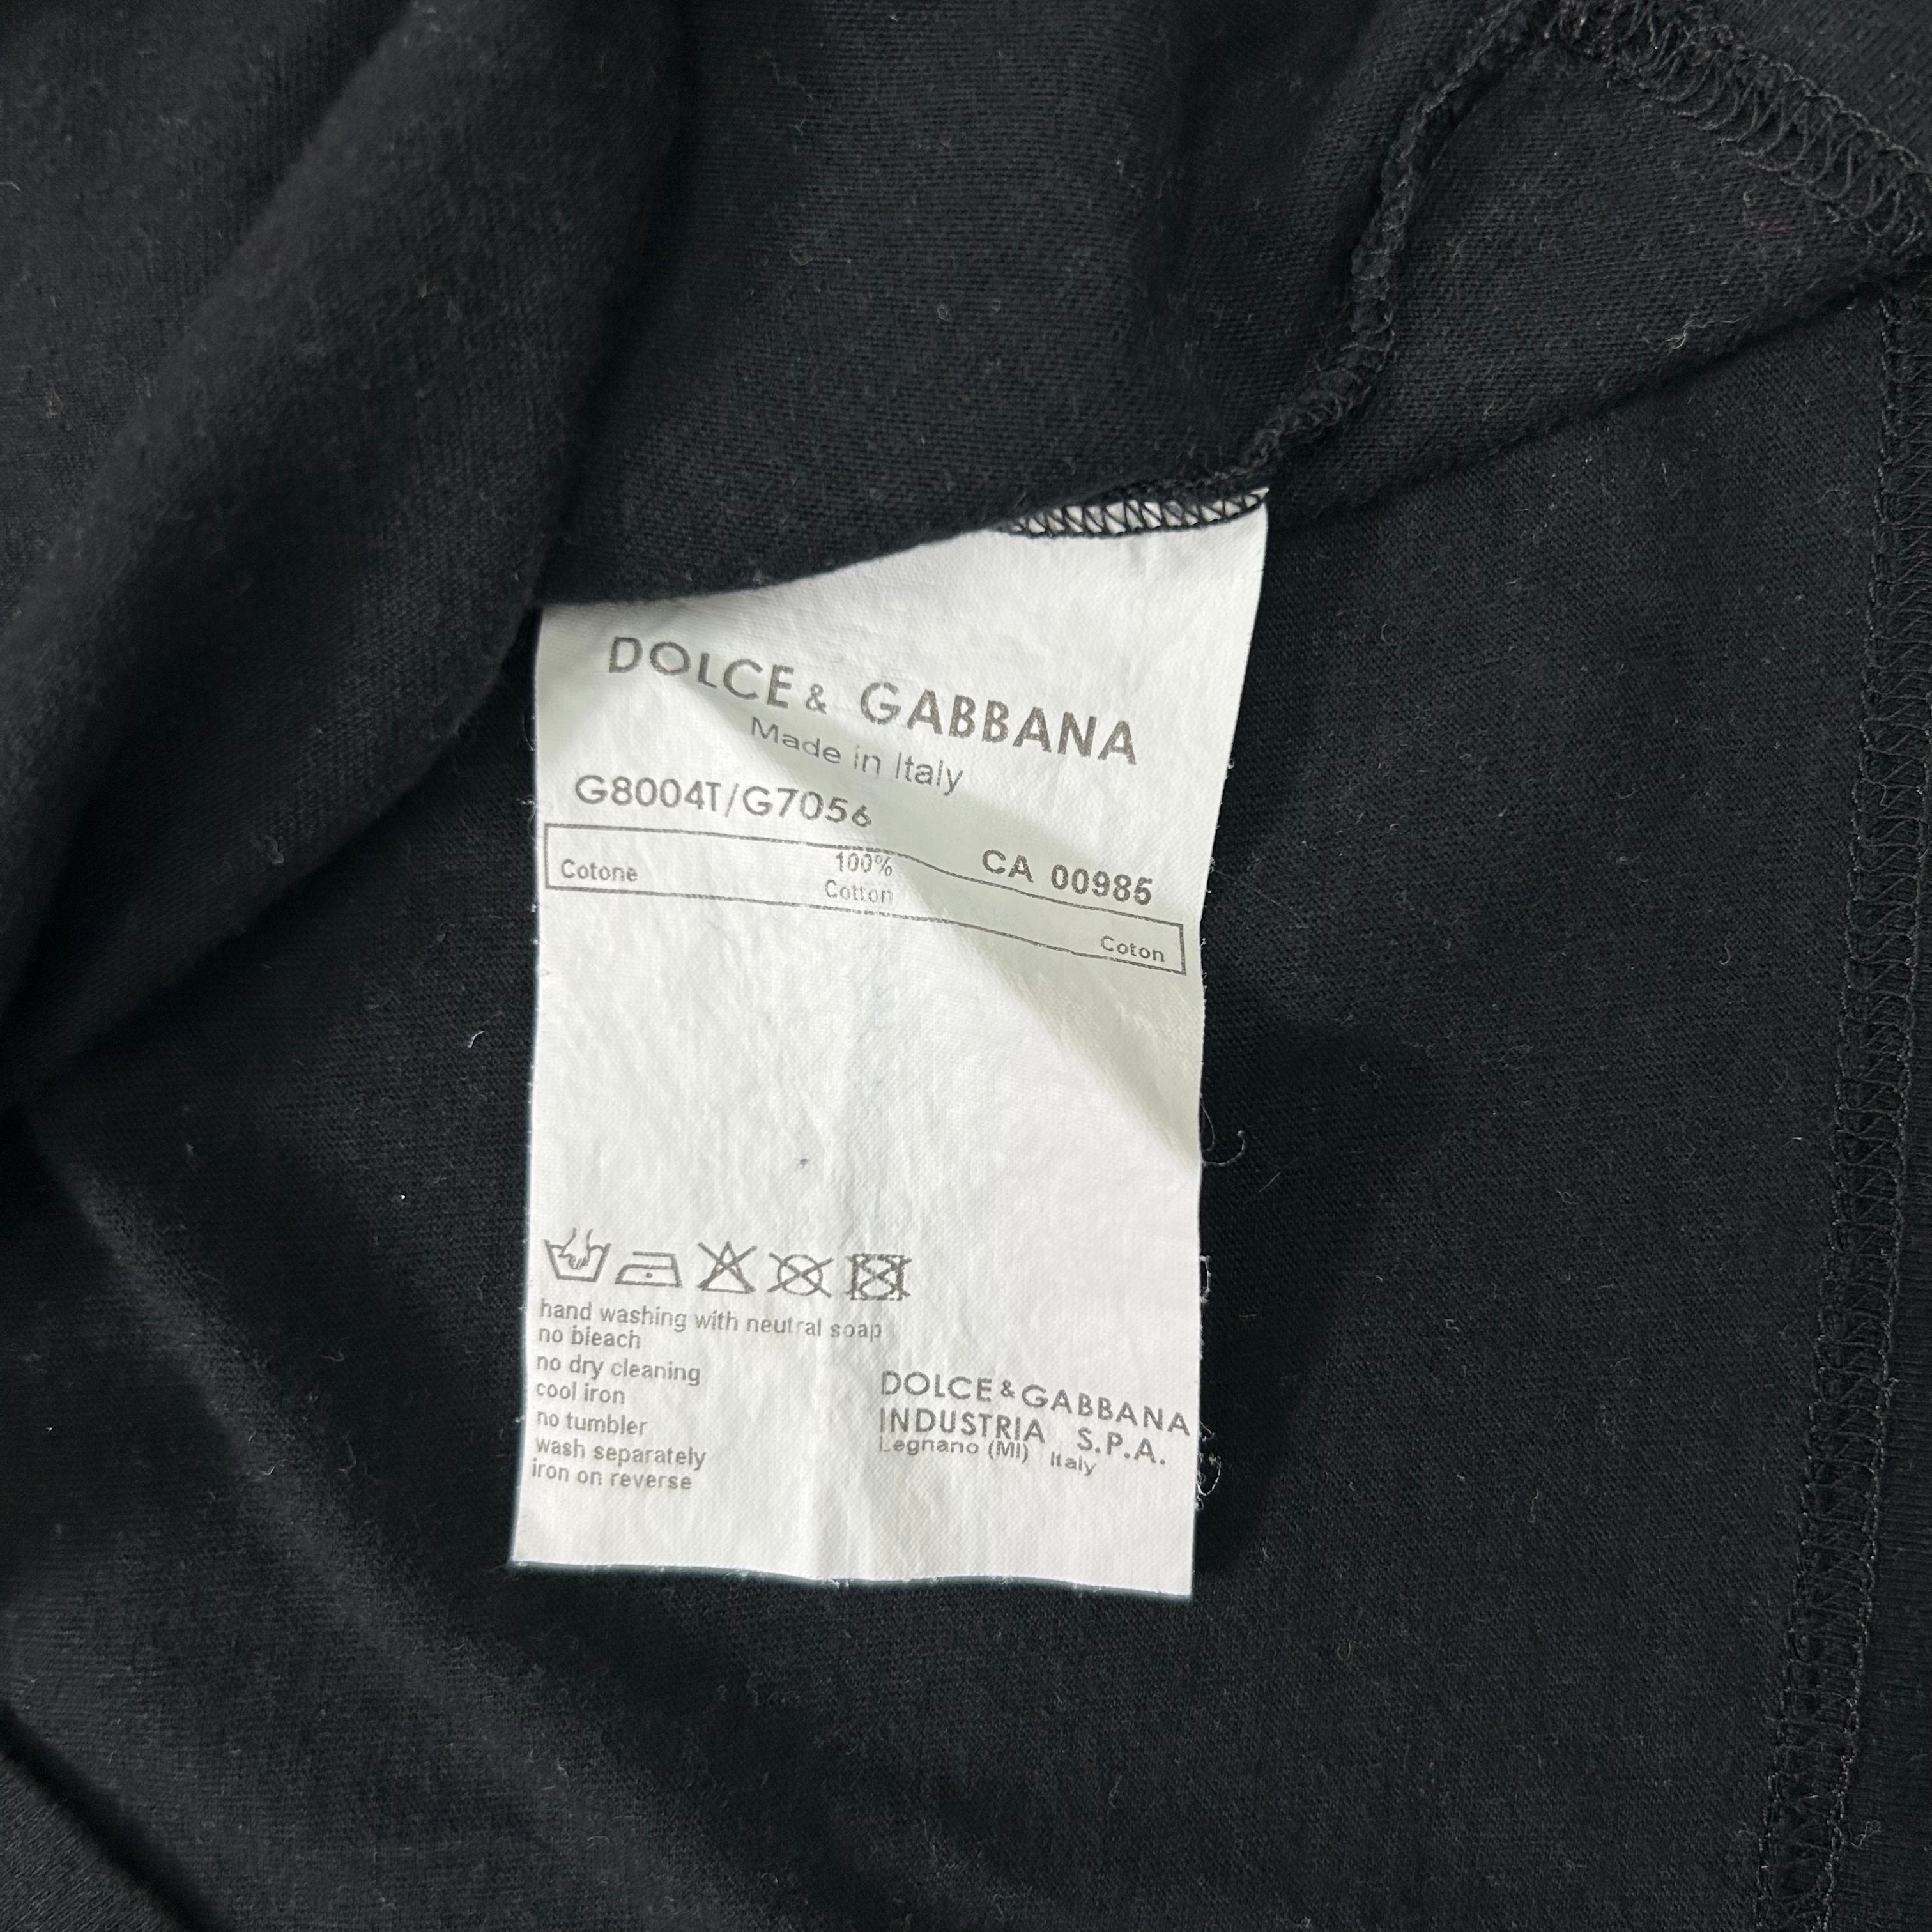 DOLCE & GABBANA
Made in Italy
G8004T/G7056
CA 00985
100%
Cotone Cotton Coton
hand washing with neutral soap
no bleach
no dry cleaning
cool iron
no tumbler
wash separately
iron on reverse
DOLCE & GABBANA
INDUSTRIA S.P.A.
Legnano (MI) Italy